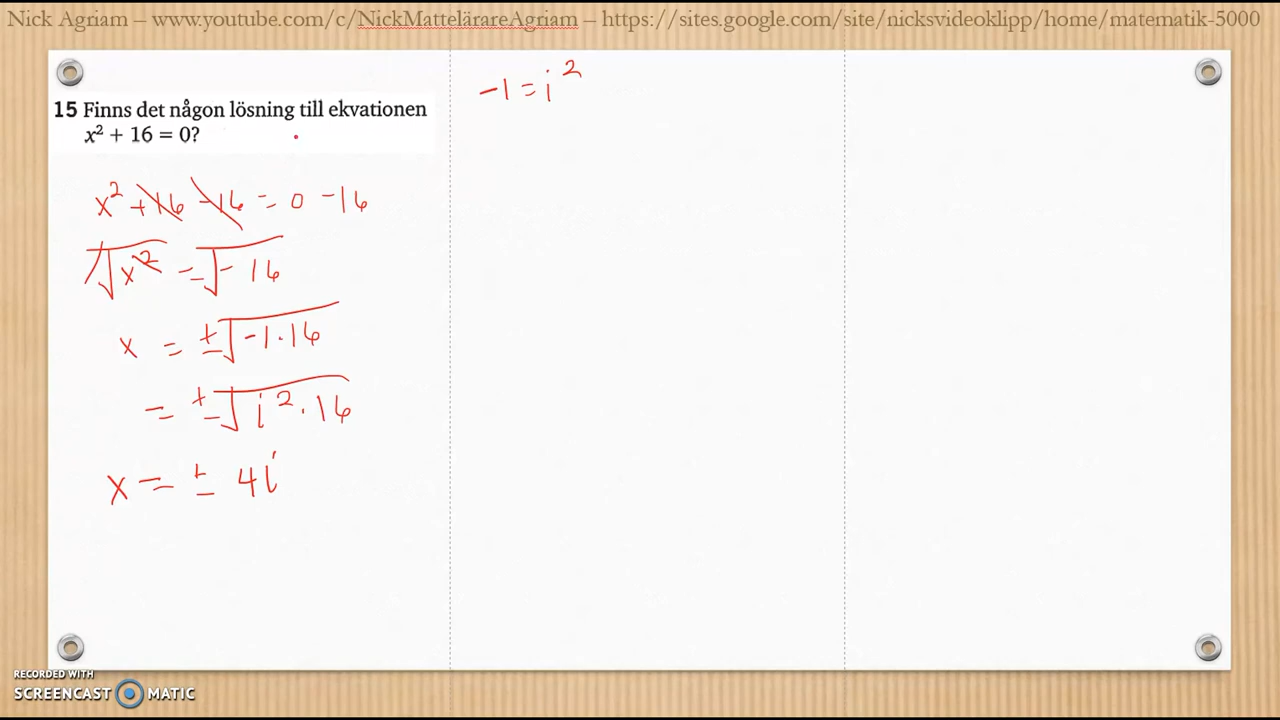 Nick Agriam – www.youtube.com/c/NickMattelärareAgriam – https://sites.google.com/site/nicksvideoklipp/home/matematik-5000
15 Finns det någon lösning till ekvationen
x² + 16 = 0?
x² + 16 - 16 = 0 - 16
√x² = √-16
x = ±√-1·16
= ±√i²·16
x = ± 4i
-1 = i²
RECORDED WITH
SCREENCAST MATIC